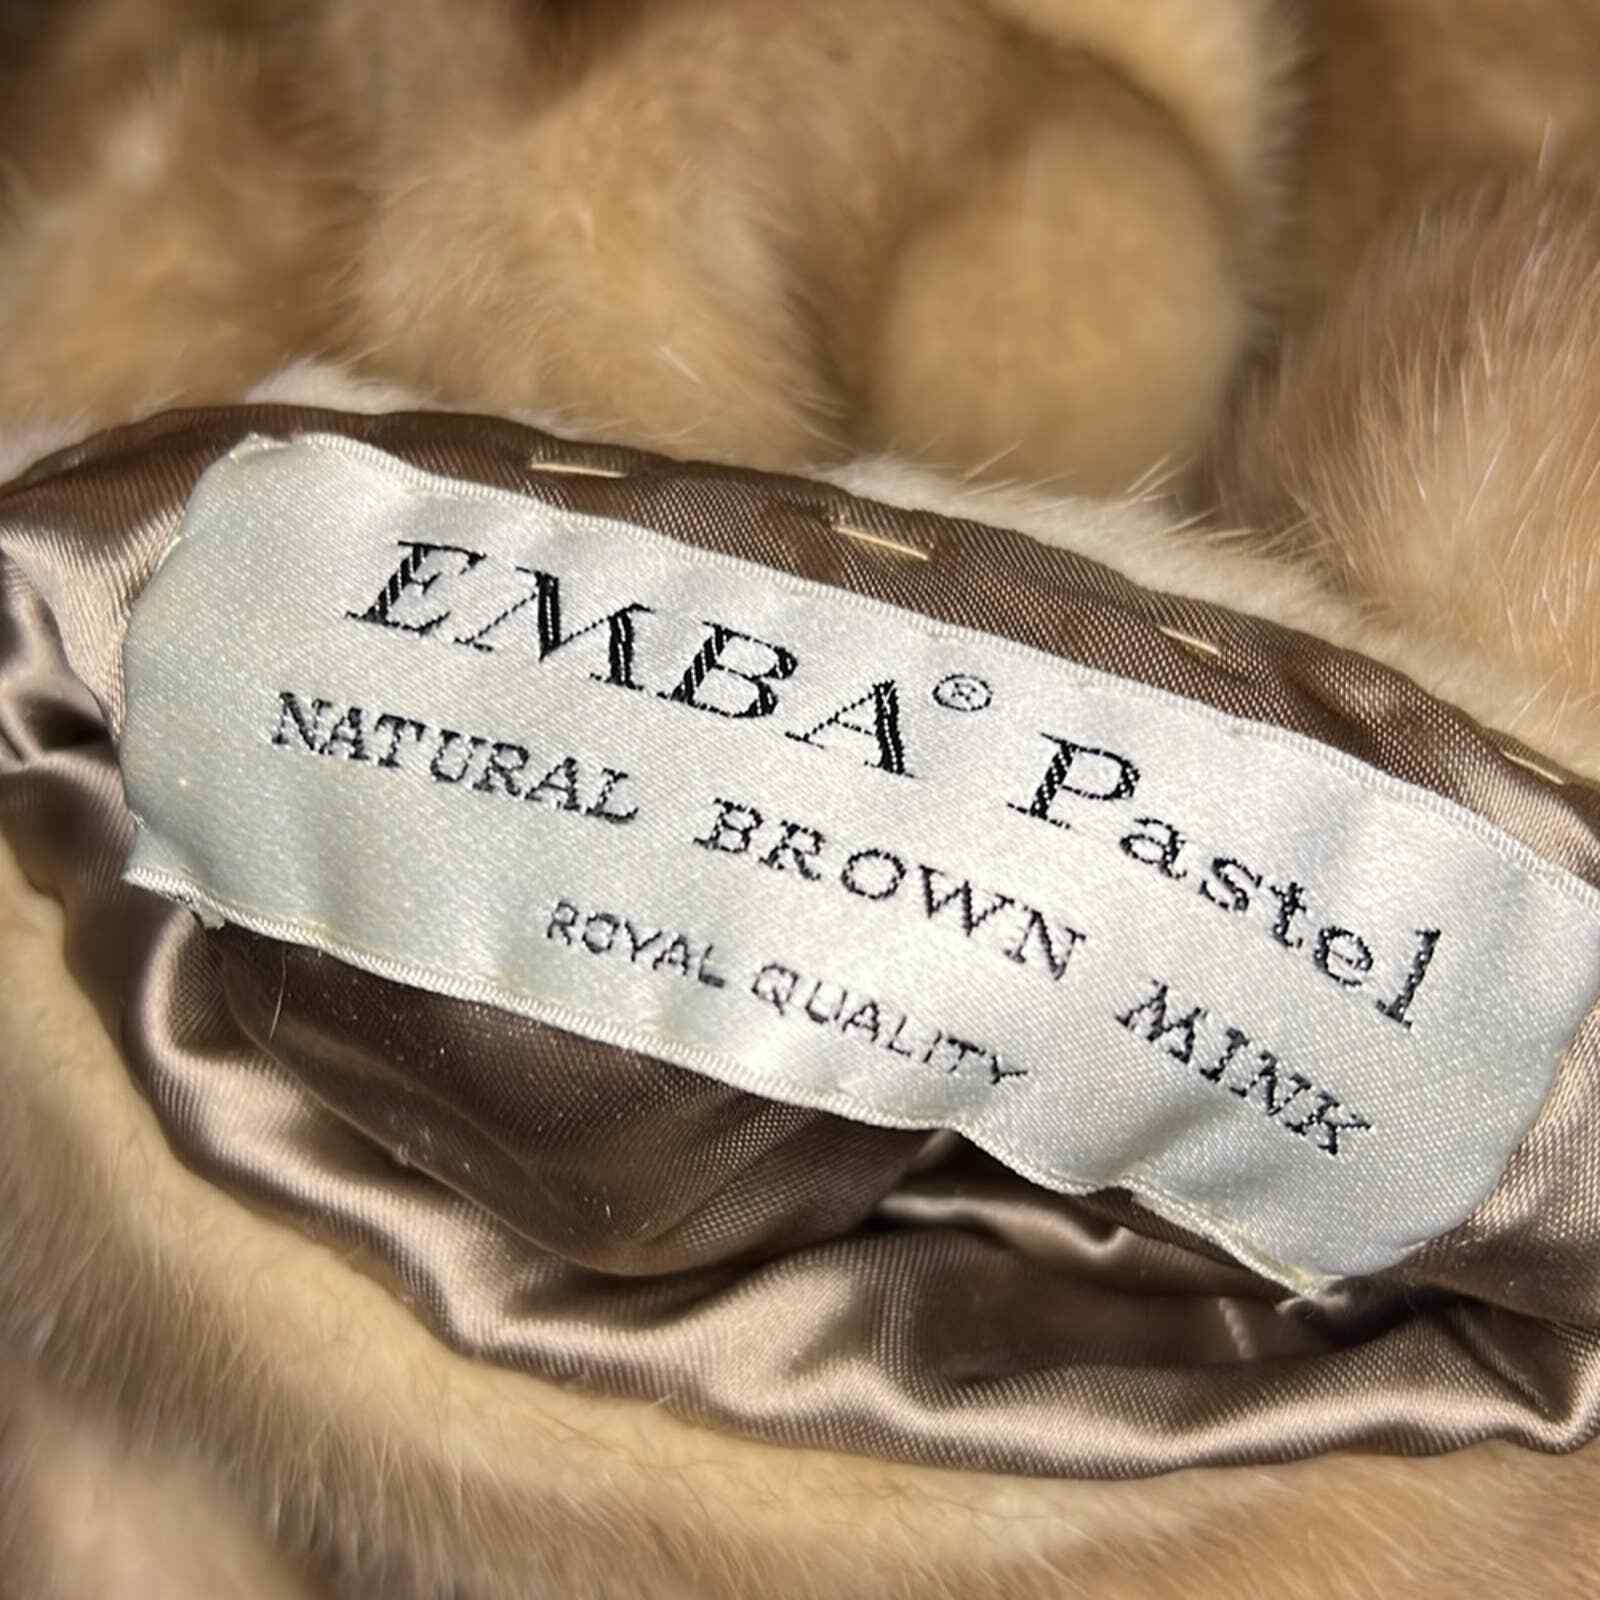 EMBA® Pastel
NATURAL BROWN MINK
ROYAL QUALITY